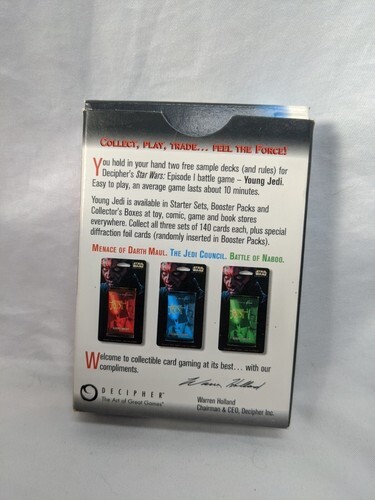 Collect, play, trade... feel the Force!
You hold in your hand two free sample decks (and rules) for
Decipher's Star Wars: Episode I battle game – Young Jedi.
Easy to play, an average game lasts about 10 minutes.
Young Jedi is available in Starter Sets, Booster Packs and
Collector's Boxes at toy, comic, game and book stores
everywhere. Collect all three sets of 140 cards each, plus
diffraction foil cards (randomly inserted in Booster Packs).
Menace of Darth Maul. The Jedi Council. Battle of Naboo.
Welcome to collectible card gaming at its best... with our
compliments.
Warren Holland
DECIPHER®
The Art of Great Games®
Warren Holland
Chairman & CEO, Decipher Inc.